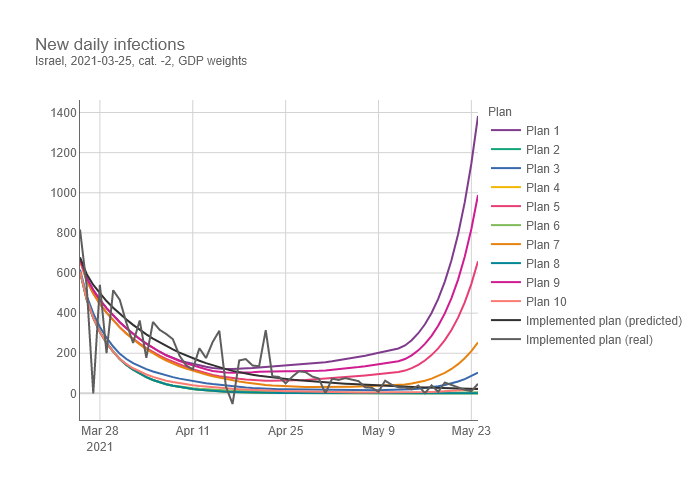 New daily infections
Israel, 2021-03-25, cat. -2, GDP weights
1400
1200
1000
800
600
400
200
0
Mar 28
2021
Apr 11
Apr 25
May 9
May 23
Plan
Plan 1
Plan 2
Plan 3
Plan 4
Plan 5
Plan 6
Plan 7
Plan 8
Plan 9
Plan 10
Implemented plan (predicted)
Implemented plan (real)